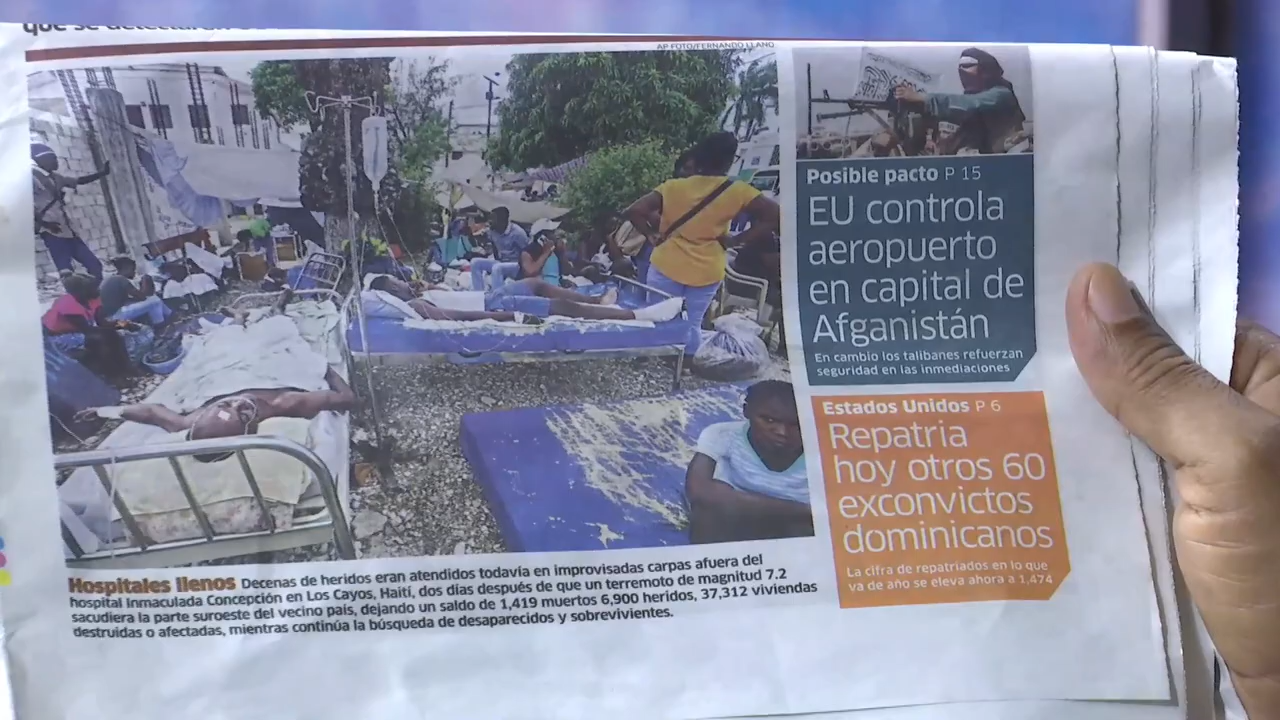 que se
AP FOTO/FERNANDO LLANO
Hospitales llenos Decenas de heridos eran atendidos todavía en improvisadas carpas afuera del
hospital Inmaculada Concepción en Los Cayos, Haití, dos días después de que un terremoto de magnitud 7.2
sacudiera la parte suroeste del vecino país, dejando un saldo de 1,419 muertos 6,900 heridos, 37,312 viviendas
destruidas o afectadas, mientras continúa la búsqueda de desaparecidos y sobrevivientes.
Posible pacto P 15
EU controla
aeropuerto
en capital de
Afganistán
En cambio los talibanes refuerzan
seguridad en las inmediaciones
Estados Unidos P 6
Repatria
hoy otros 60
exconvictos
dominicanos
La cifra de repatriados en lo que
va de año se eleva ahora a 1,474